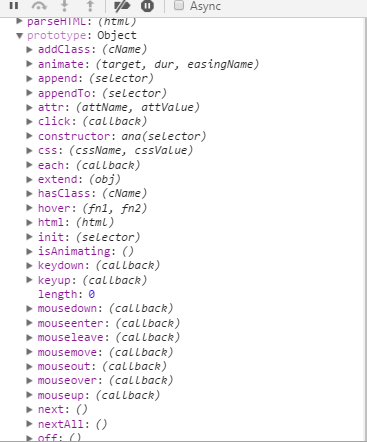 Async
parseHTML: (html)
prototype: Object
addClass: (cName)
animate: (target, dur, easingName)
append: (selector)
appendTo: (selector)
attr: (attName, attValue)
click: (callback)
constructor: ana(selector)
css: (cssName, cssValue)
each: (callback)
extend: (obj)
hasClass: (cName)
hover: (fn1, fn2)
html: (html)
init: (selector)
isAnimating: ()
keydown: (callback)
keyup: (callback)
length: 0
mousedown: (callback)
mouseenter: (callback)
mouseleave: (callback)
mousemove: (callback)
mouseout: (callback)
mouseover: (callback)
mouseup: (callback)
next: ()
nextAll: ()
off: ()